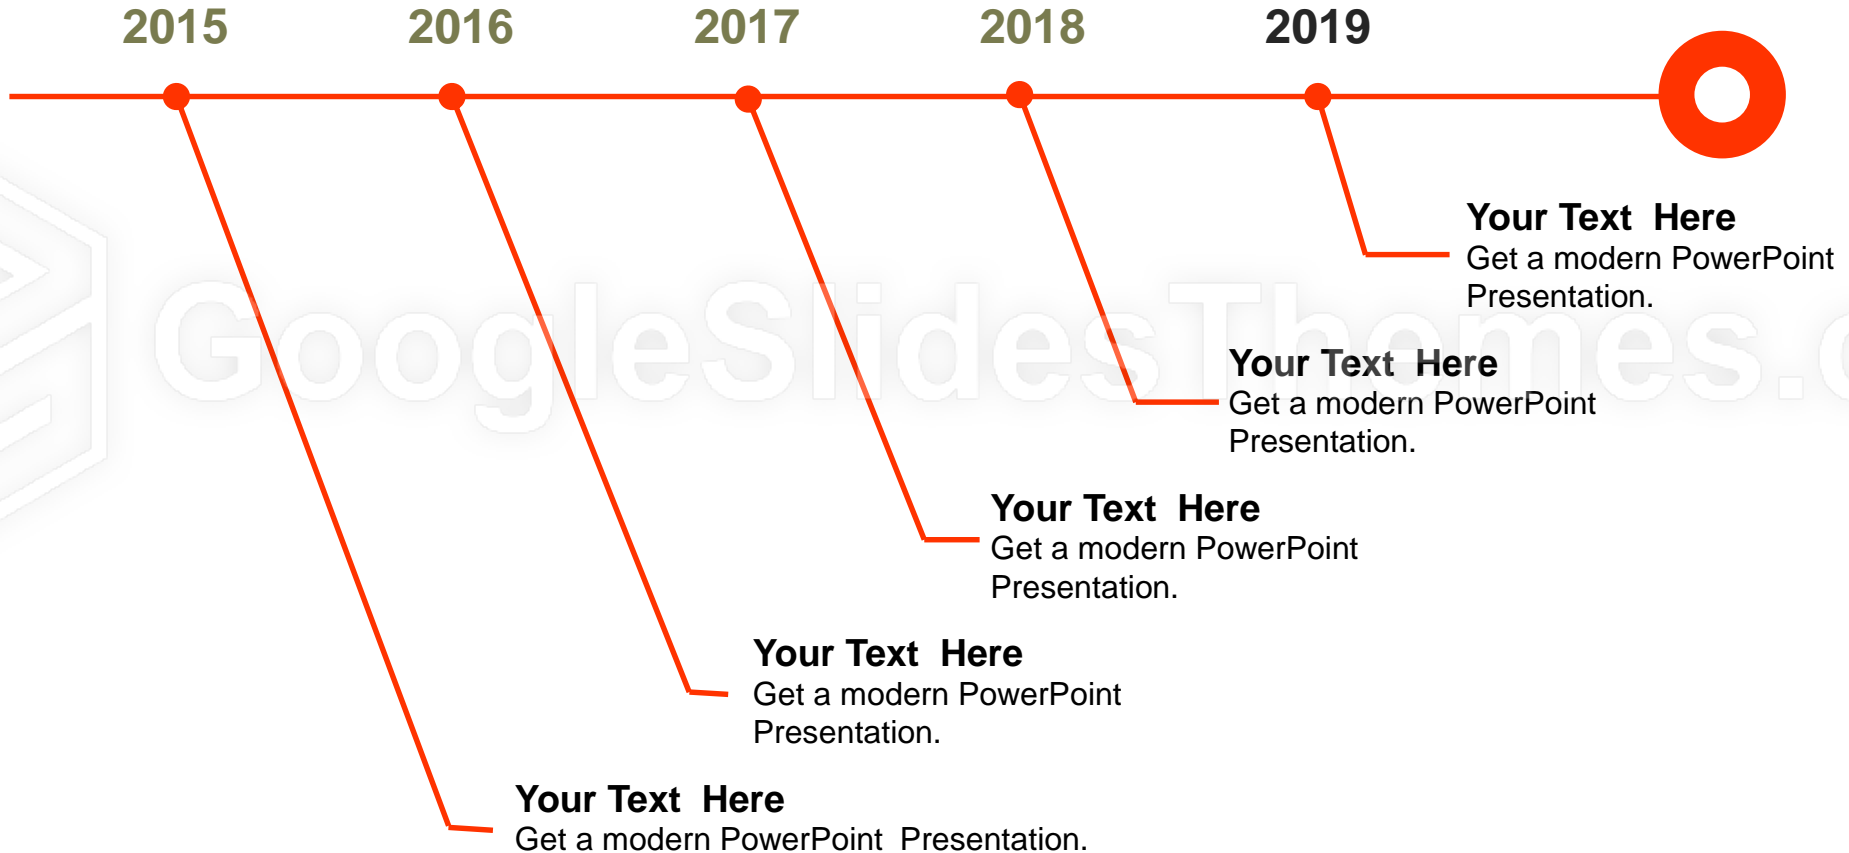 2015 2016 2017 2018 2019
Your Text  Here
Get a modern PowerPoint
Presentation.
GoogleSlidesThemes.c
Your Text  Here
Get a modern PowerPoint
Presentation.
Your Text  Here
Get a modern PowerPoint
Presentation.
Your Text  Here
Get a modern PowerPoint
Presentation.
Your Text  Here
Get a modern PowerPoint  Presentation.